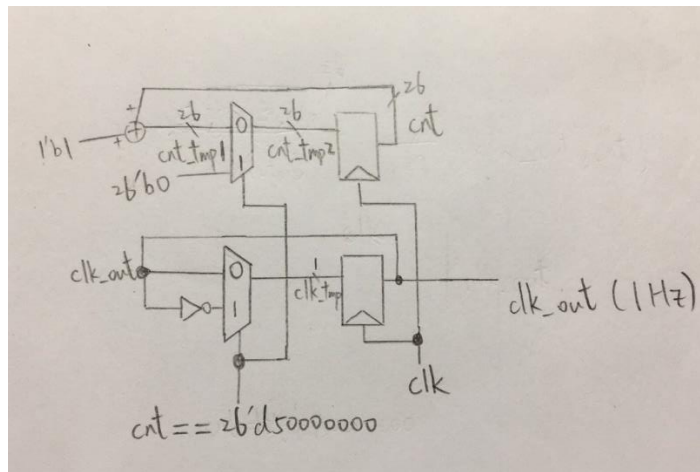 26
cnt
+
26
26
1'b1
+
+
cnt_tmp1
0
1
cnt_tmp2
26'b0
clk_out
0
1
1
clk_tmp
clk_out (1Hz)
clk
cnt==26'd50000000